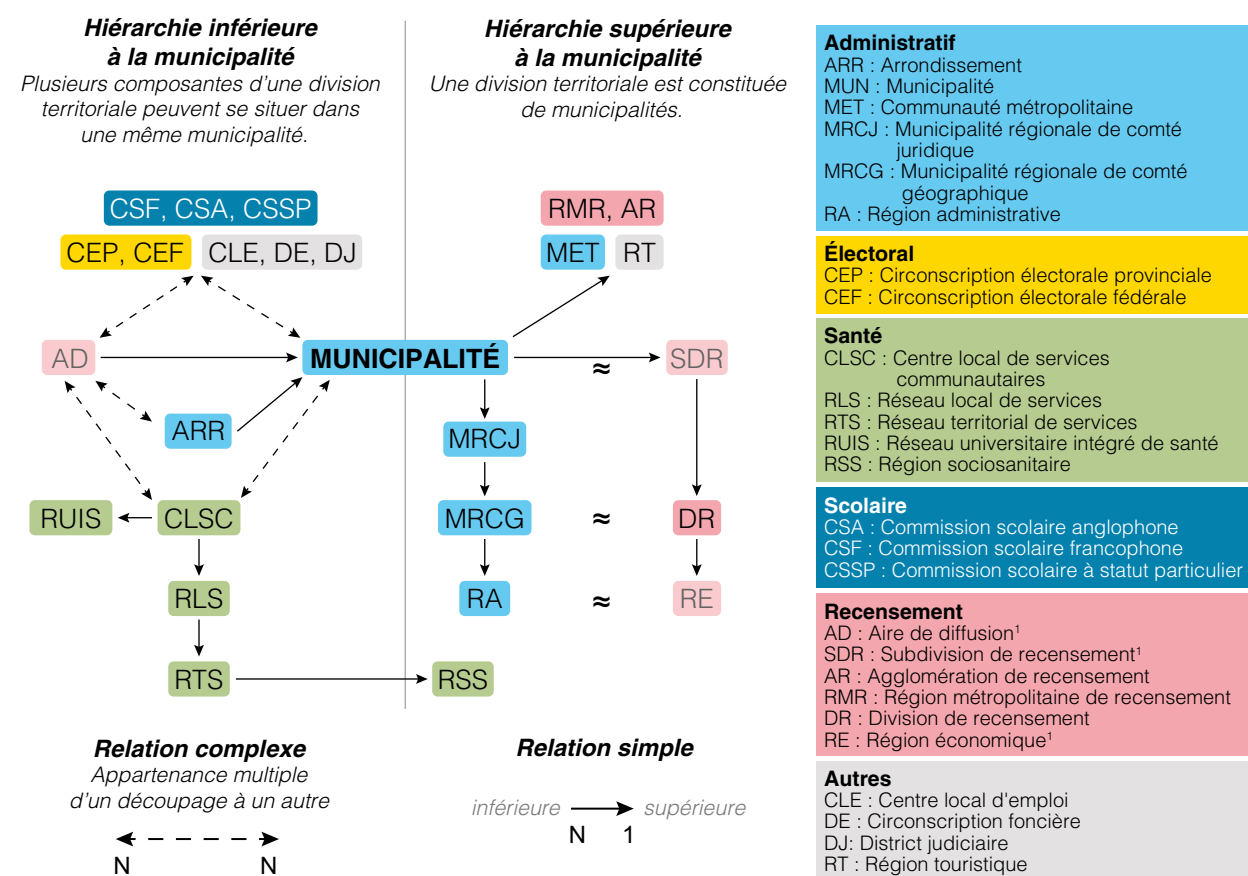 Hiérarchie inférieure
à la municipalité
Plusieurs composantes d'une division
territoriale peuvent se situer dans
une même municipalité.
Hiérarchie supérieure
à la municipalité
Une division territoriale est constituée
de municipalités.
CSF, CSA, CSSP
CEP, CEF
CLE, DE, DJ
RMR, AR
MET
RT
AD
MUNICIPALITÉ
≈
SDR
ARR
MRCJ
RUIS
CLSC
MRCG
≈
DR
RLS
RA
≈
RE
RTS
RSS
Relation complexe
Appartenance multiple
d'un découpage à un autre
N N
Relation simple
inférieure supérieure
N 1
Administratif
ARR : Arrondissement
MUN : Municipalité
MET : Communauté métropolitaine
MRCJ : Municipalité régionale de comté
juridique
MRCG : Municipalité régionale de comté
géographique
RA : Région administrative
Électoral
CEP : Circonscription électorale provinciale
CEF : Circonscription électorale fédérale
Santé
CLSC : Centre local de services
communautaires
RLS : Réseau local de services
RTS : Réseau territorial de services
RUIS : Réseau universitaire intégré de santé
RSS : Région sociosanitaire
Scolaire
CSA : Commission scolaire anglophone
CSF : Commission scolaire francophone
CSSP : Commission scolaire à statut particulier
Recensement
AD : Aire de diffusion¹
SDR : Subdivision de recensement¹
AR : Agglomération de recensement
RMR : Région métropolitaine de recensement
DR : Division de recensement
RE : Région économique¹
Autres
CLE : Centre local d'emploi
DE : Circonscription foncière
DJ: District judiciaire
RT : Région touristique